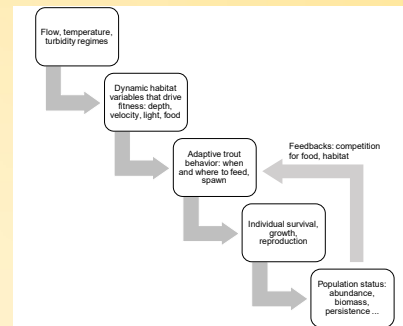 Flow, temperature,
turbidity regimes
Dynamic habitat
variables that drive
fitness: depth,
velocity, light, food
Adaptive trout
behavior: when
and where to feed,
spawn
Feedbacks: competition
for food, habitat
Individual survival,
growth,
reproduction
Population status:
abundance,
biomass,
persistence ...